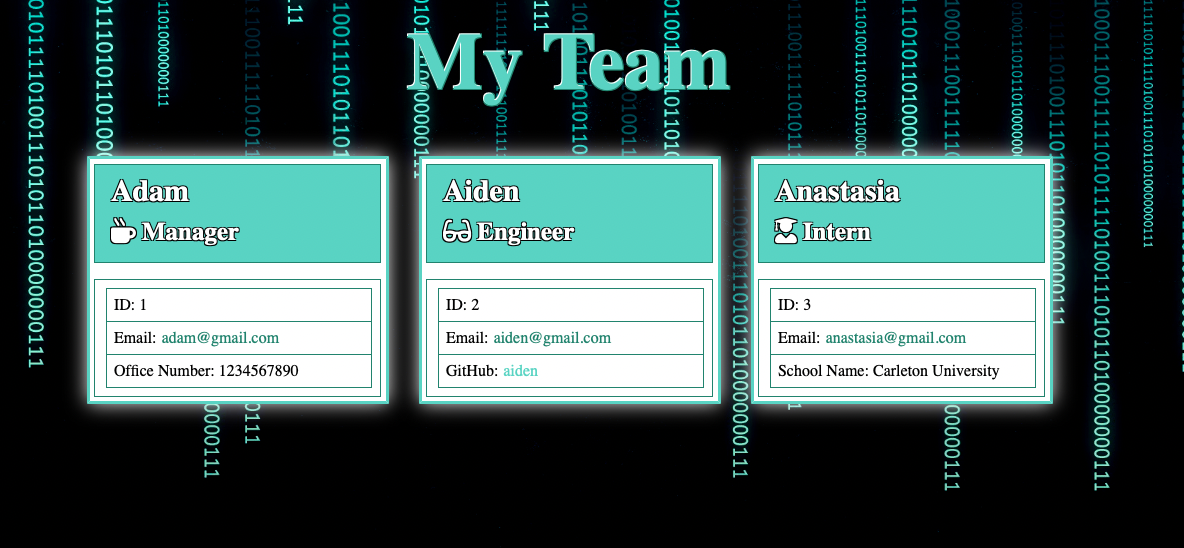 My Team
Adam
Manager
ID: 1
Email: adam@gmail.com
Office Number: 1234567890
Aiden
Engineer
ID: 2
Email: aiden@gmail.com
GitHub: aiden
Anastasia
Intern
ID: 3
Email: anastasia@gmail.com
School Name: Carleton University